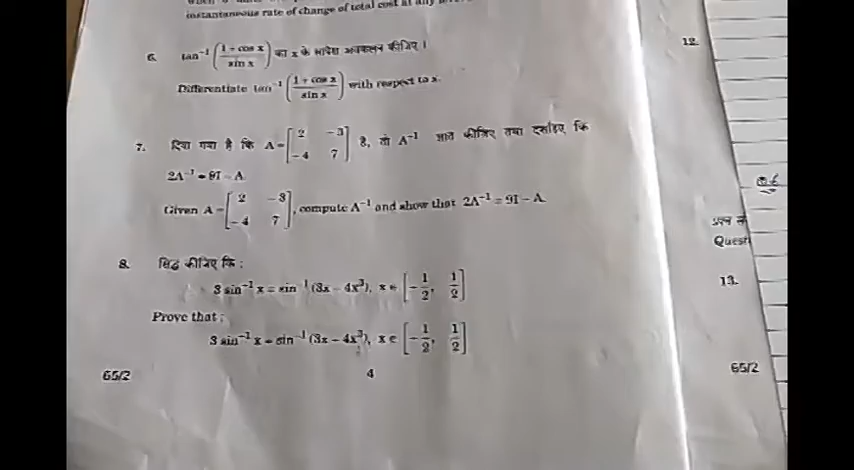 instantaneous rate of change of total cost at any
6. tan⁻¹ ((1 + cos x)/(sin x)) का x के सापेक्ष अवकलन कीजिए ।
Differentiate tan⁻¹ ((1 + cos x)/(sin x)) with respect to x.
7. दिया गया है कि A = [2 −3; −4 7] है, तो A⁻¹ ज्ञात कीजिए तथा दर्शाइए कि
2A⁻¹ = 9I − A.
Given A = [2 −3; −4 7], compute A⁻¹ and show that 2A⁻¹ = 9I − A.
8. सिद्ध कीजिए कि :
3 sin⁻¹ x = sin⁻¹ (3x − 4x³), x ∈ [−1/2, 1/2]
Prove that :
3 sin⁻¹ x = sin⁻¹ (3x − 4x³), x ∈ [−1/2, 1/2]
65/2
4
12.
प्रश्न
Quest
13.
65/2